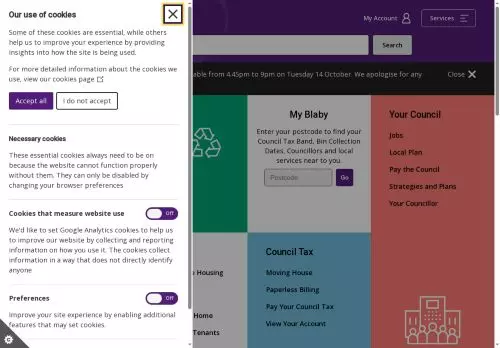 Our use of cookies
Some of these cookies are essential, while others
help us to improve your experience by providing
insights into how the site is being used.
For more detailed information about the cookies we
use, view our cookies page
Accept all
I do not accept
Necessary cookies
These essential cookies always need to be on
because the website cannot function properly
without them. They can only be disabled by
changing your browser preferences
Cookies that measure website use
Off
We'd like to set Google Analytics cookies to help us
to improve our website by collecting and reporting
information on how you use it. The cookies collect
information in a way that does not directly identify
anyone
Preferences
Off
Improve your site experience by enabling additional
features that may set cookies.
My Account
Services
Search
able from 4.45pm to 9pm on Tuesday 14 October. We apologise for any
Close
My Blaby
Enter your postcode to find your
Council Tax Band, Bin Collection
Dates, Councillors and local
services near to you.
Postcode
Go
Your Council
Jobs
Local Plan
Pay the Council
Strategies and Plans
Your Councillor
Housing
Home
Tenants
Council Tax
Moving House
Paperless Billing
Pay Your Council Tax
View Your Account